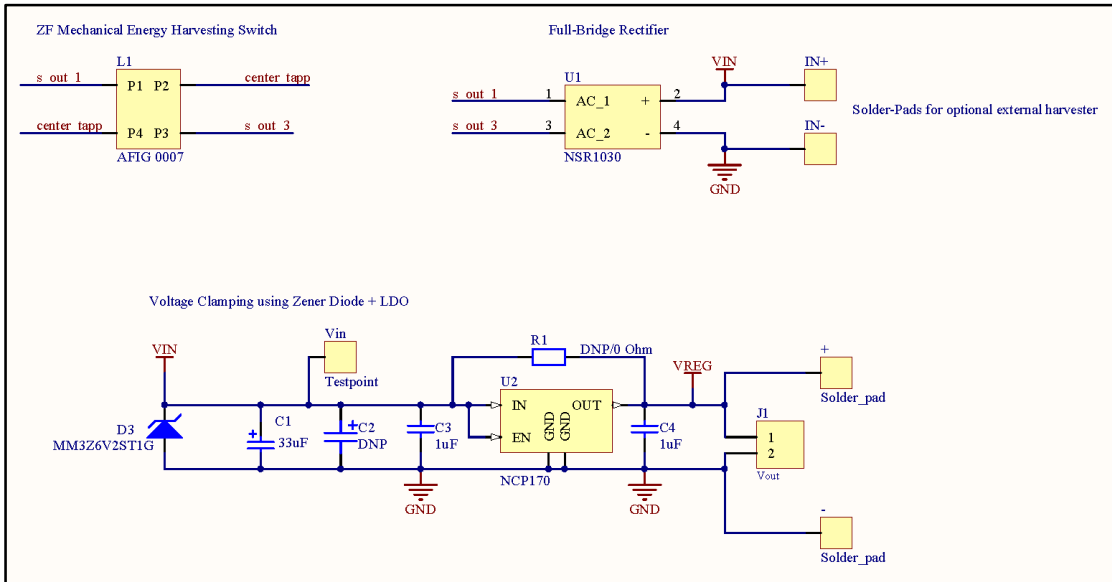 ZF Mechanical Energy Harvesting Switch
L1
s_out_1
P1 P2
center_tapp
center_tapp
P4 P3
s_out_3
AFIG 0007
Full-Bridge Rectifier
U1
s_out_1
1
AC_1
+
2
s_out_3
3
AC_2
-
4
NSR1030
VIN
GND
IN+
IN-
Solder-Pads for optional external harvester
Voltage Clamping using Zener Diode + LDO
VIN
D3
MM3Z6V2ST1G
Vin
Testpoint
+
C1
33uF
+
C2
DNP
C3
1uF
GND
R1
DNP/0 Ohm
U2
IN
OUT
EN
GND
GND
NCP170
VREG
C4
1uF
GND
+
Solder_pad
J1
1
2
Vout
-
Solder_pad